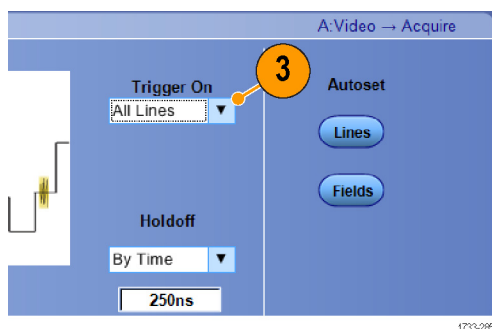 A:Video → Acquire
3
Trigger On
All Lines
Autoset
Lines
Fields
Holdoff
By Time
250ns